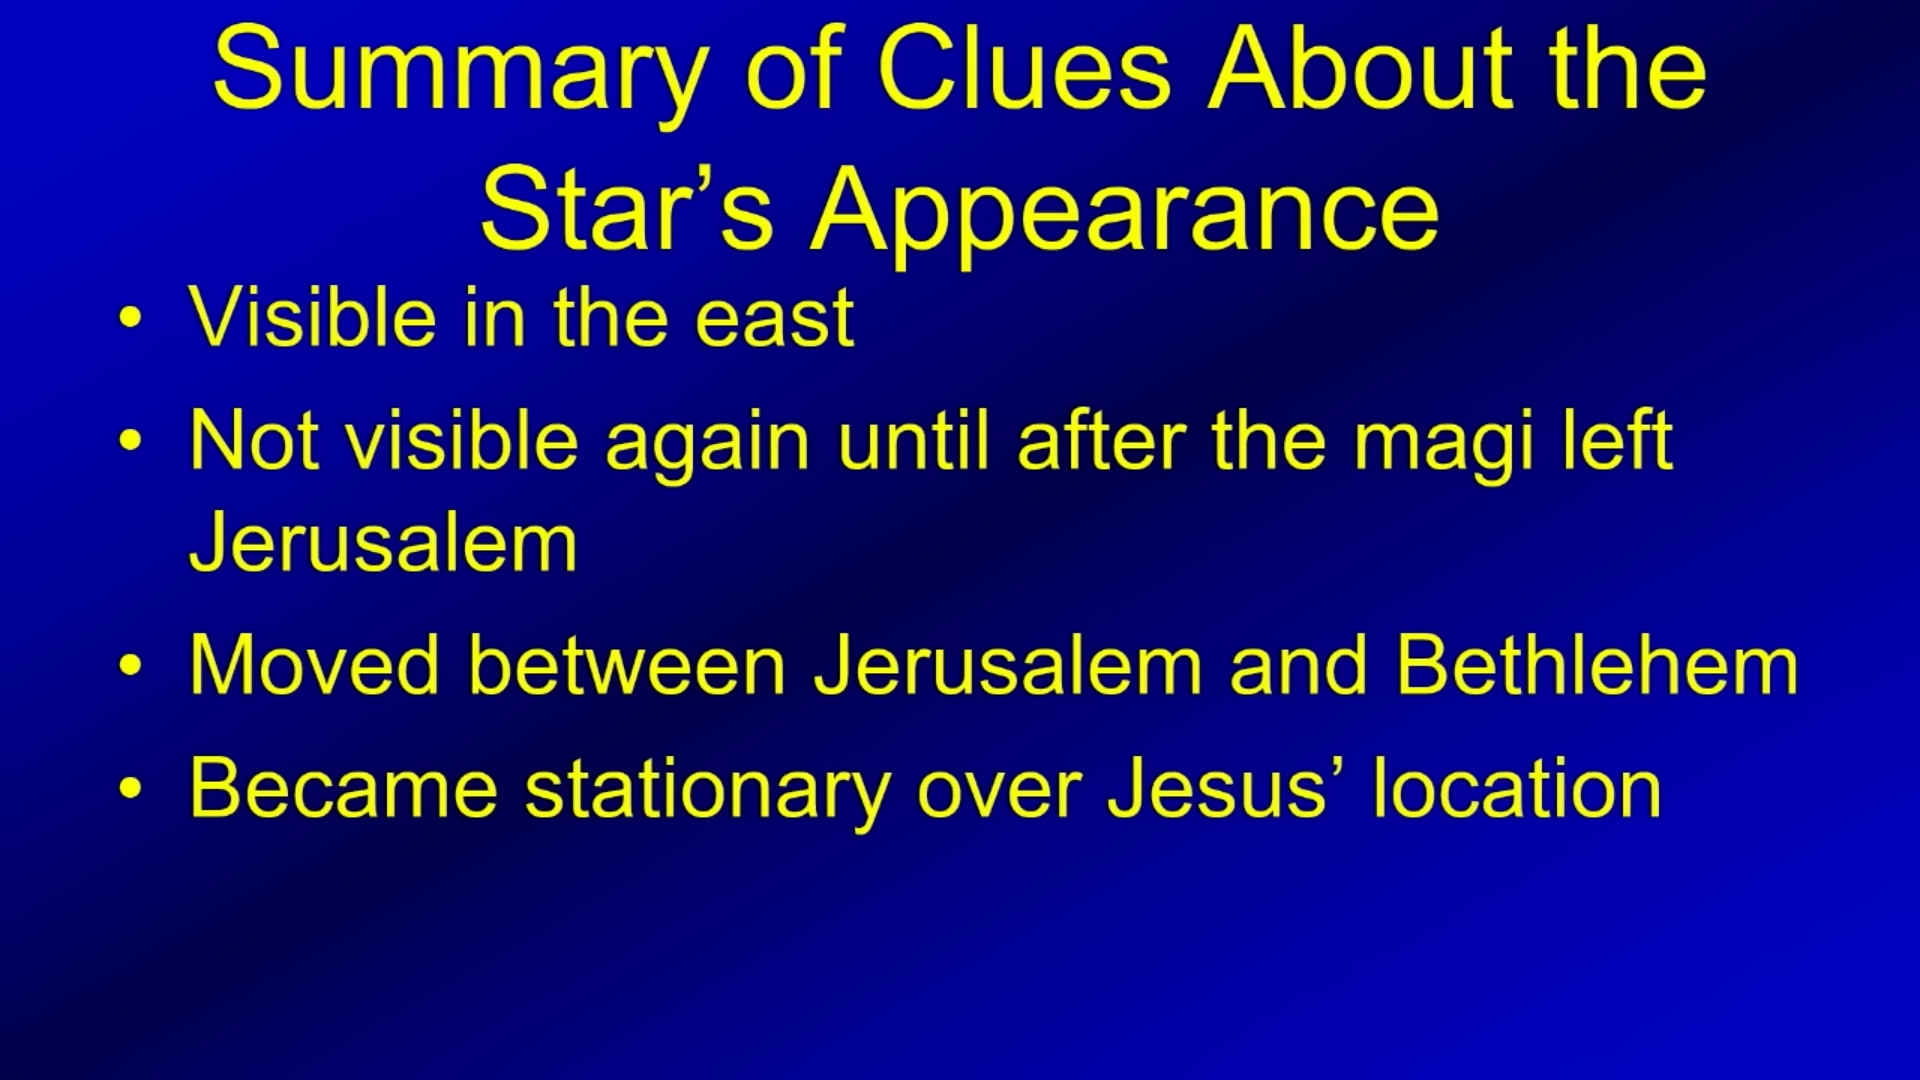 Summary of Clues About the
Star’s Appearance
• Visible in the east
• Not visible again until after the magi left
Jerusalem
• Moved between Jerusalem and Bethlehem
• Became stationary over Jesus’ location